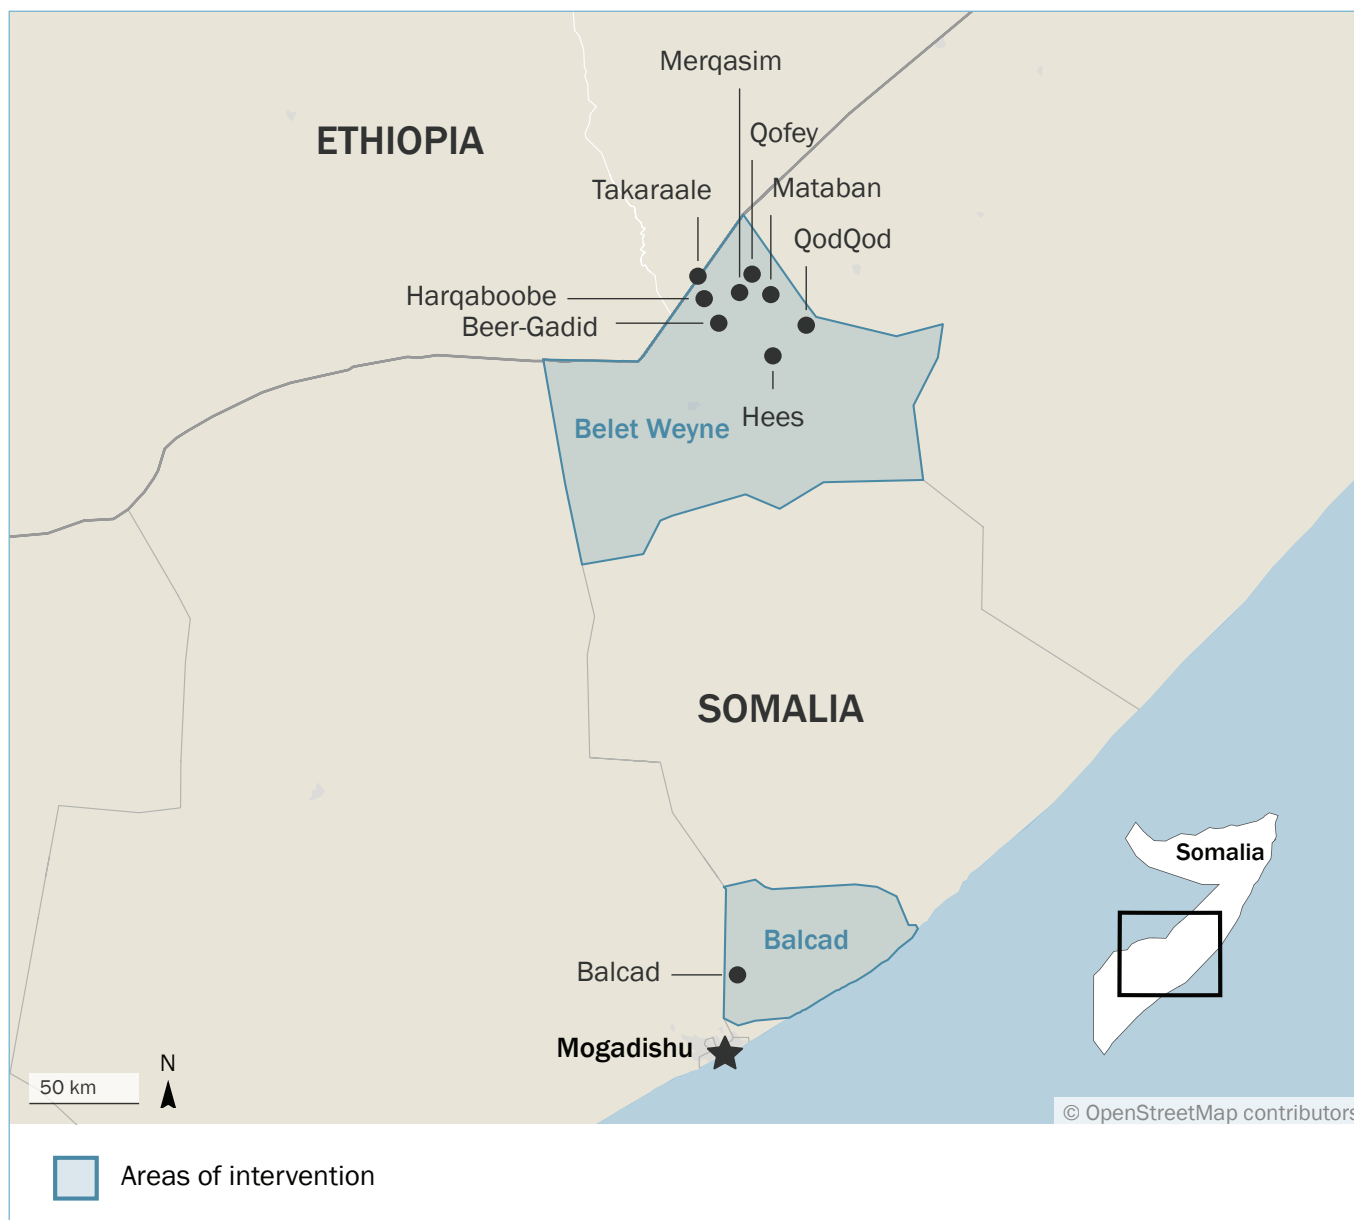 Merqasim
Qofey
ETHIOPIA
Takaraale
Mataban
QodQod
Harqaboobe
Beer-Gadid
Hees
Belet Weyne
SOMALIA
Somalia
Balcad
Balcad
Mogadishu
N
50 km
© OpenStreetMap contributors
Areas of intervention